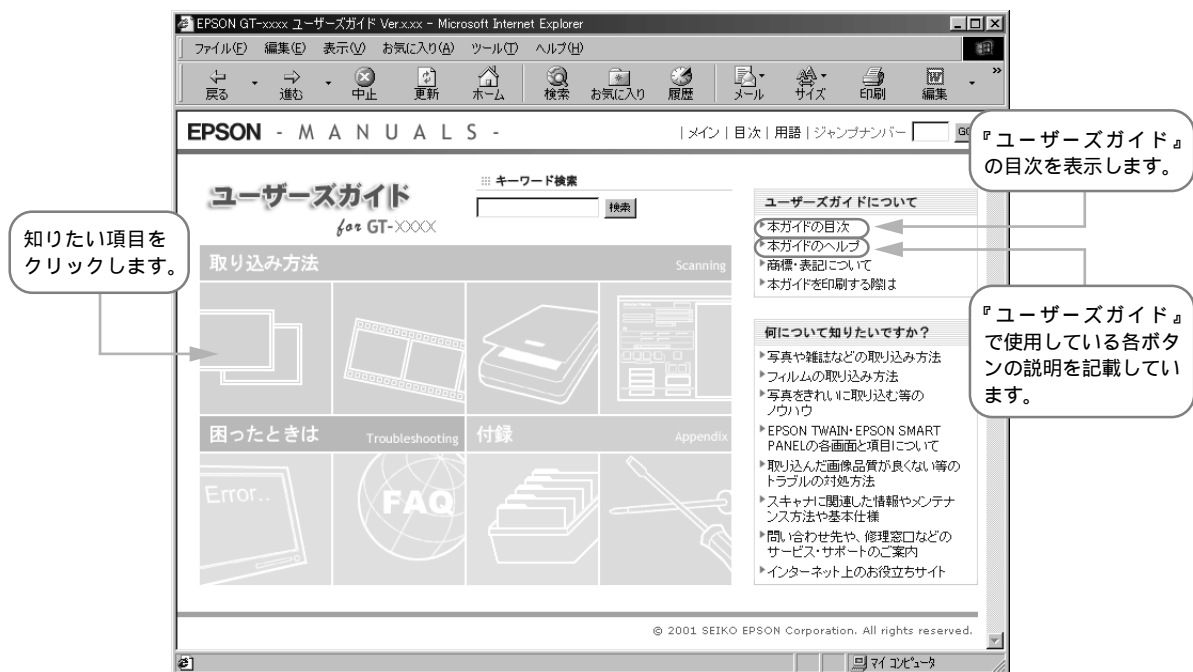 EPSON GT-xxxx ユーザーズガイド Ver.x.xx - Microsoft Internet Explorer
ファイル(F) 編集(E) 表示(V) お気に入り(A) ツール(T) ヘルプ(H)
戻る 進む 中止 更新 ホーム 検索 お気に入り 履歴 メール サイズ 印刷 編集 »
EPSON - MANUALS -
|メイン|目次|用語|ジャンプナンバー
『ユーザーズガイド』
の目次を表示します。
ユーザーズガイド
for GT-XXXX
キーワード検索
検索
知りたい項目を
クリックします。
取り込み方法 Scanning
困ったときは Troubleshooting
付録 Appendix
Error..
FAQ
ユーザーズガイドについて
本ガイドの目次
本ガイドのヘルプ
商標・表記について
本ガイドを印刷する際は
『ユーザーズガイド』
で使用している各ボタ
ンの説明を記載してい
ます。
何について知りたいですか?
写真や雑誌などの取り込み方法
フィルムの取り込み方法
写真をきれいに取り込む等の
ノウハウ
EPSON TWAIN・EPSON SMART
PANELの各画面と項目について
取り込んだ画像品質が良くない等の
トラブルの対処方法
スキャナに関連した情報やメンテナ
ンス方法や基本仕様
問い合わせ先や、修理窓口などの
サービス・サポートのご案内
インターネット上のお役立ちサイト
© 2001 SEIKO EPSON Corporation. All rights reserved.
マイ コンピュータ